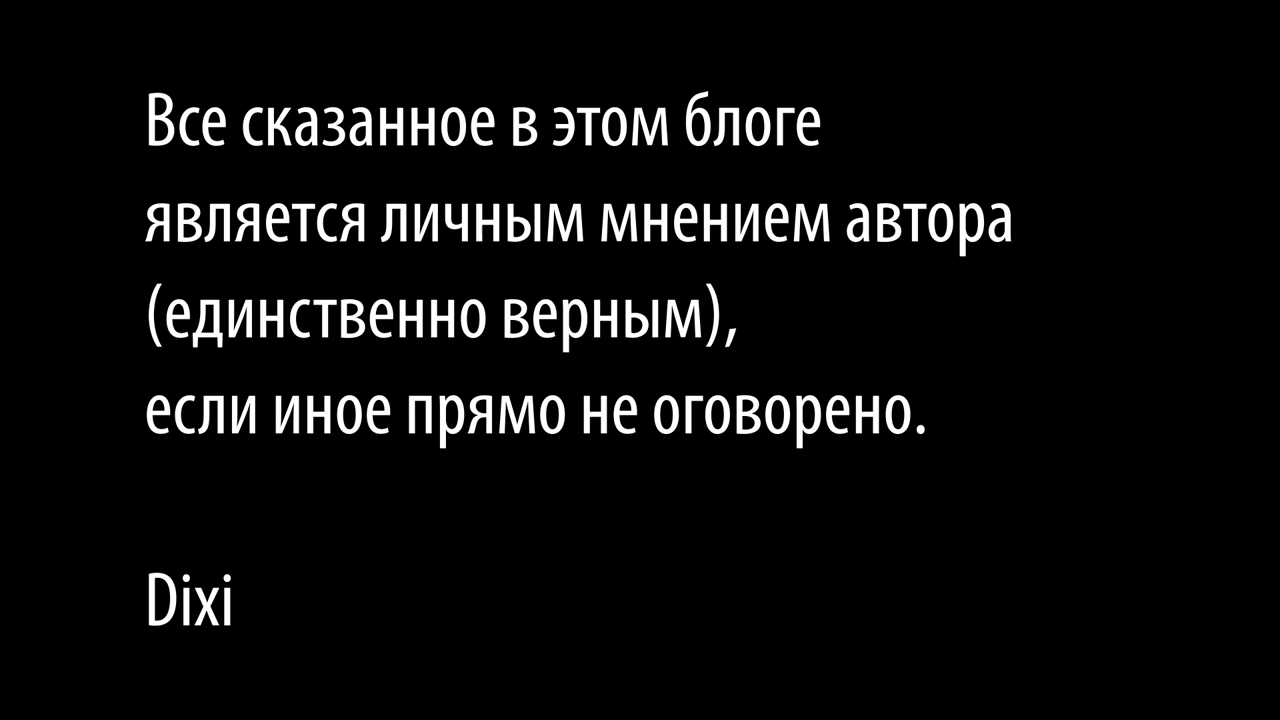 Все сказанное в этом блоге
является личным мнением автора
(единственно верным),
если иное прямо не оговорено.
Dixi